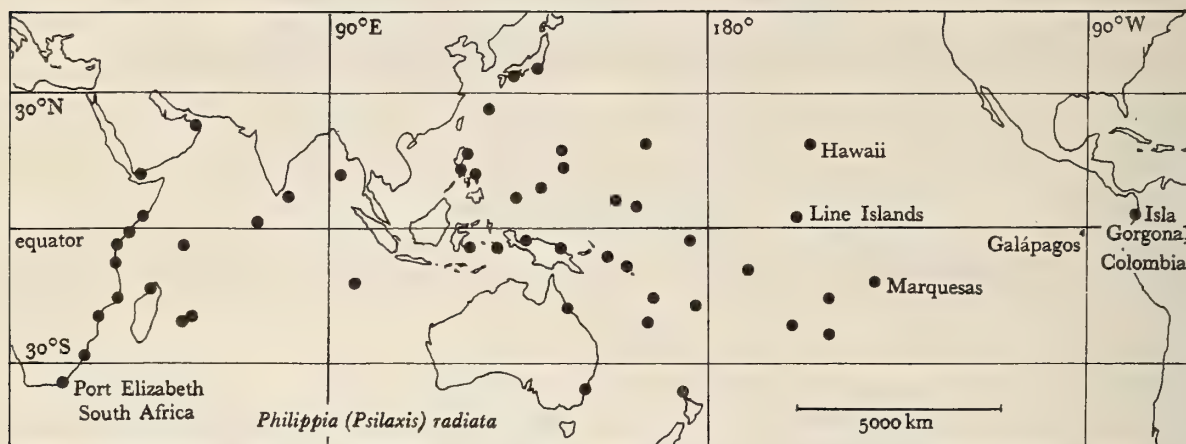 90°E
180°
90°W
30°N
Hawaii
Line Islands
Isla
equator
Galápagos
Gorgona,
Colombia
Marquesas
30°S
Port Elizabeth
South Africa
Philippia (Psilaxis) radiata
5000 km